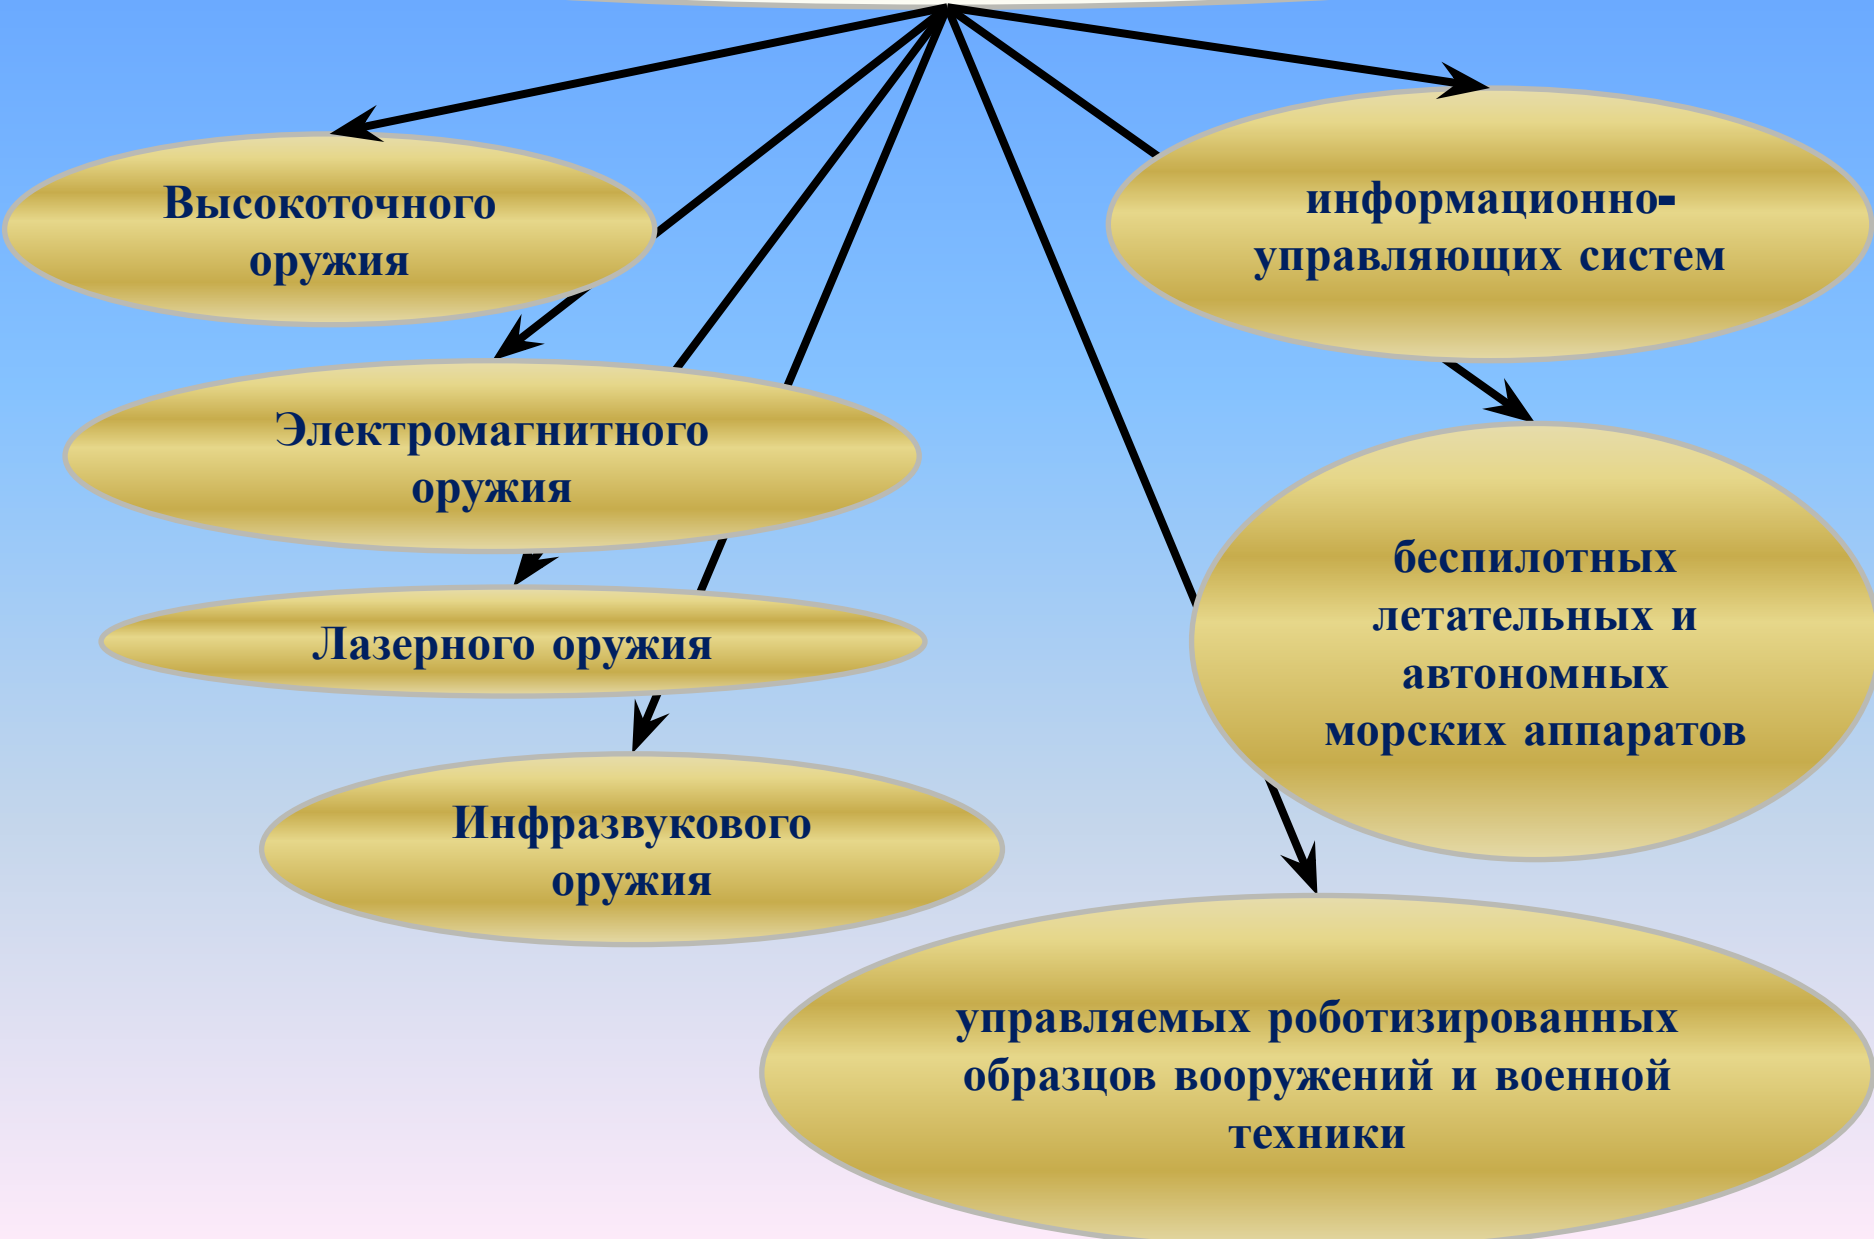 Высокоточного
оружия
Электромагнитного
оружия
Лазерного оружия
Инфразвукового
оружия
информационно-
управляющих систем
беспилотных
летательных и
автономных
морских аппаратов
управляемых роботизированных
образцов вооружений и военной
техники